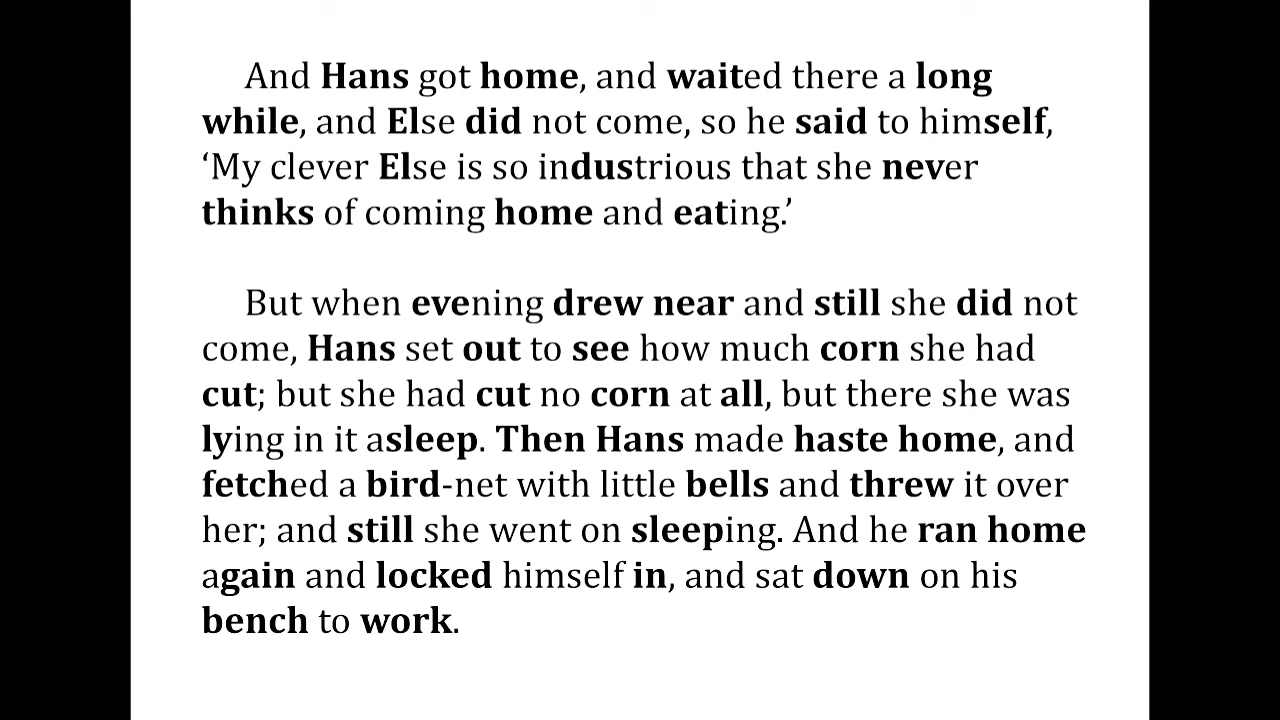 And Hans got home, and waited there a long
while, and Else did not come, so he said to himself,
‘My clever Else is so industrious that she never
thinks of coming home and eating.’
But when evening drew near and still she did not
come, Hans set out to see how much corn she had
cut; but she had cut no corn at all, but there she was
lying in it asleep. Then Hans made haste home, and
fetched a bird-net with little bells and threw it over
her; and still she went on sleeping. And he ran home
again and locked himself in, and sat down on his
bench to work.